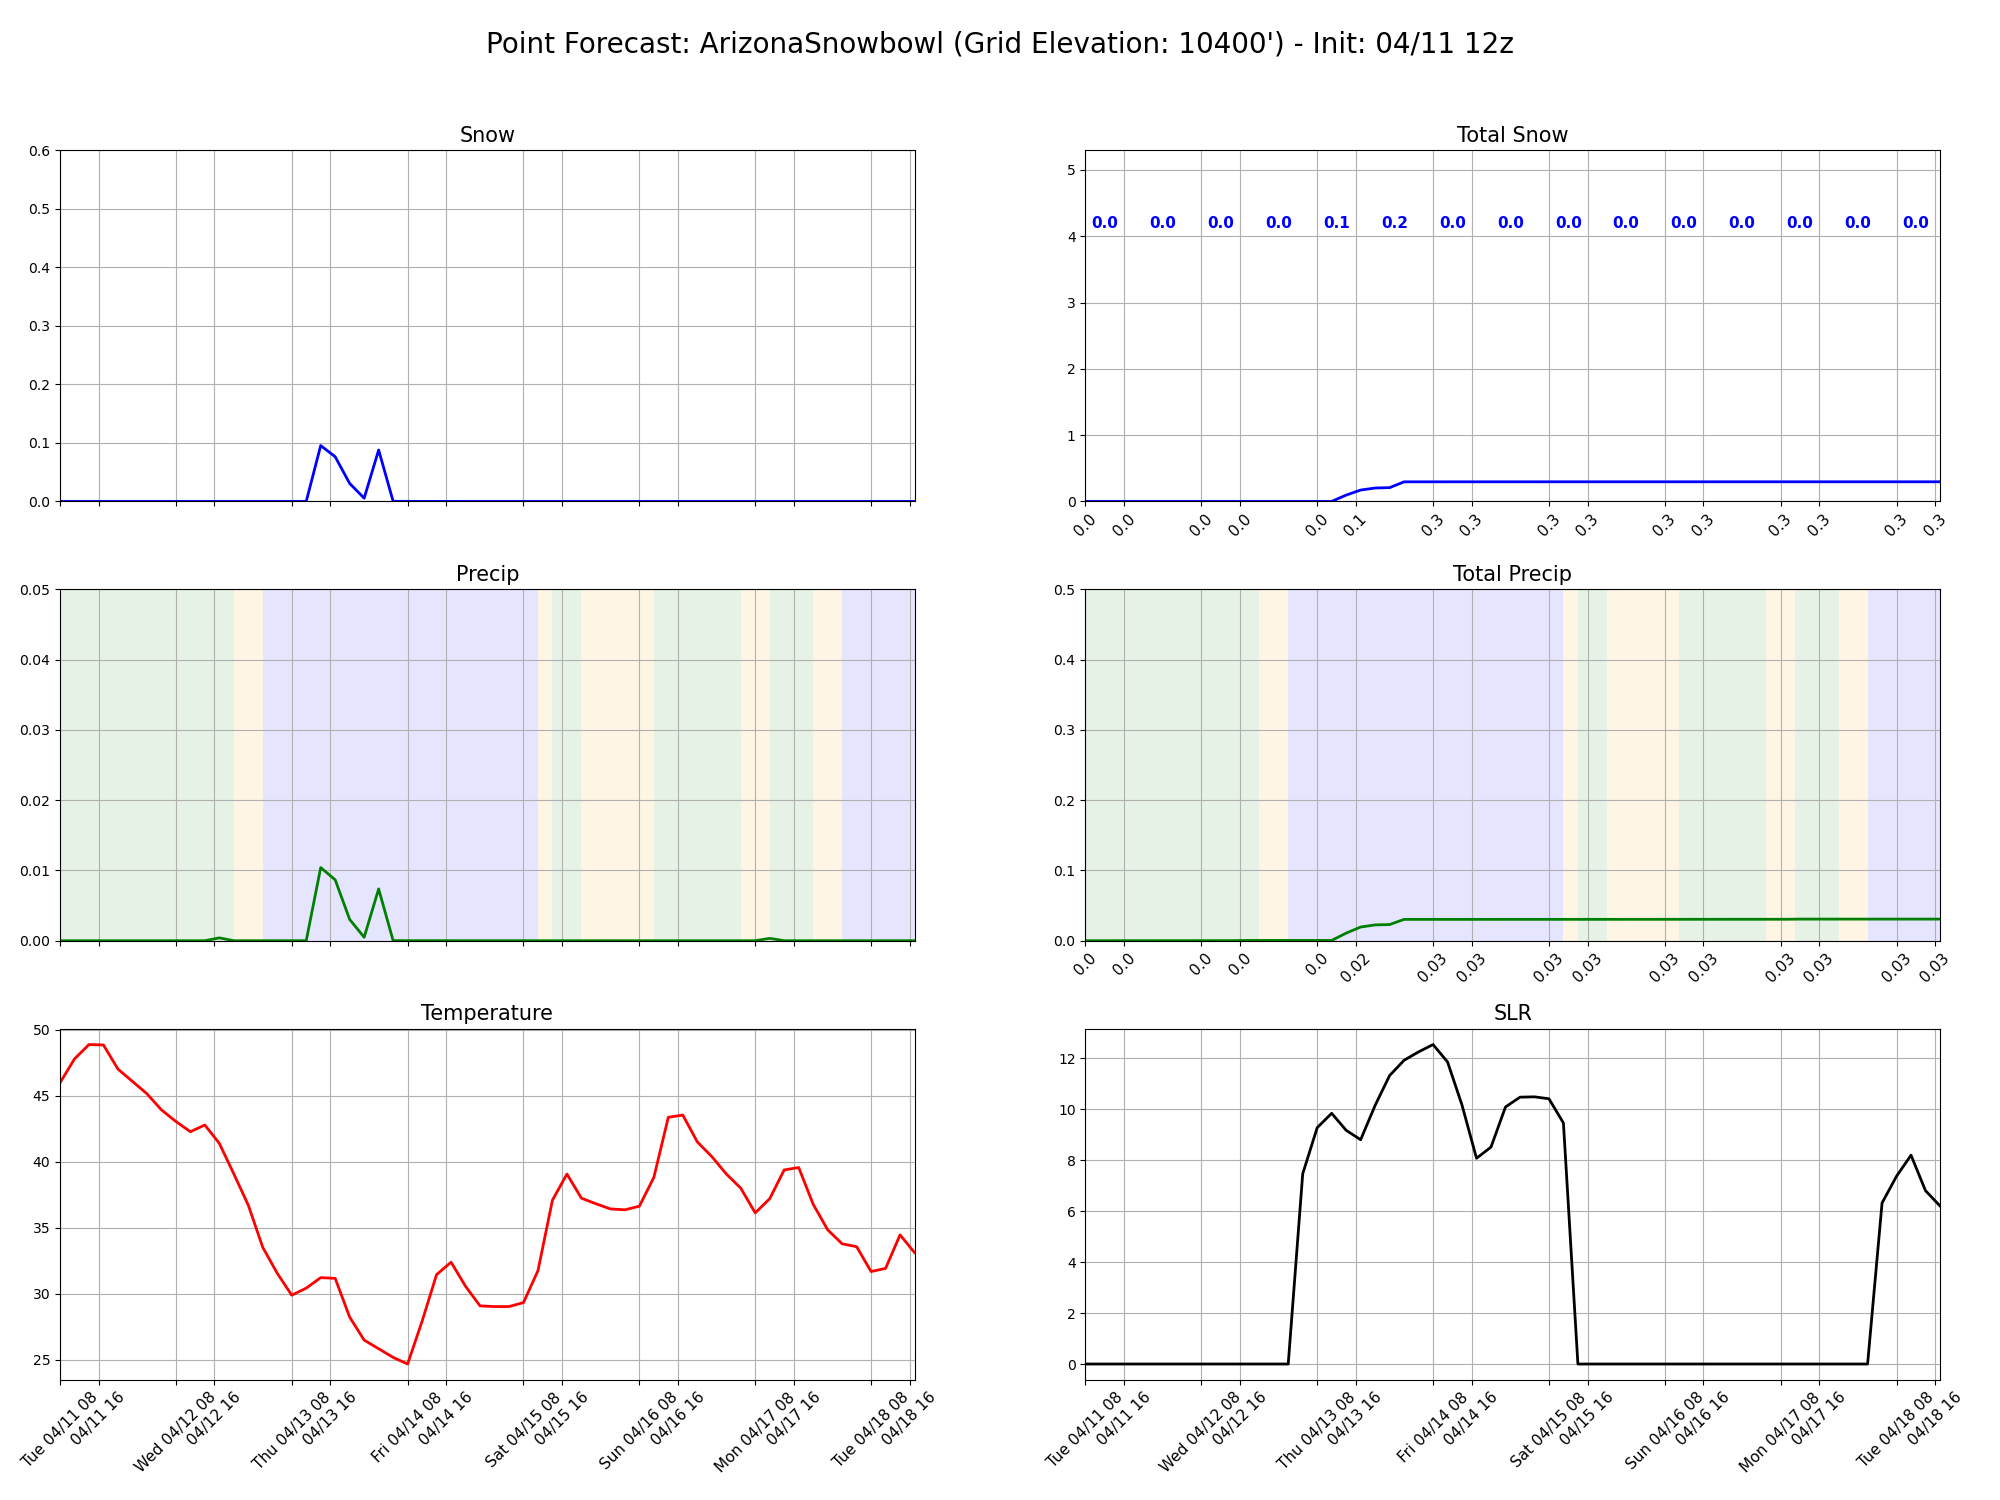 Point Forecast: ArizonaSnowbowl (Grid Elevation: 10400') - Init: 04/11 12z
Snow
0.6
0.5
0.4
0.3
0.2
0.1
0.0
Total Snow
5
4
3
2
1
0
0.0 0.0 0.0 0.0 0.1 0.2 0.0 0.0 0.0 0.0 0.0 0.0 0.0 0.0 0.0
0.0 0.0 0.0 0.0 0.0 0.1 0.3 0.3 0.3 0.3 0.3 0.3 0.3 0.3 0.3 0.3
Precip
0.05
0.04
0.03
0.02
0.01
0.00
Total Precip
0.5
0.4
0.3
0.2
0.1
0.0
0.0 0.0 0.0 0.0 0.0 0.02 0.03 0.03 0.03 0.03 0.03 0.03 0.03 0.03 0.03 0.03
Temperature
50
45
40
35
30
25
Tue 04/11 08
04/11 16
Wed 04/12 08
04/12 16
Thu 04/13 08
04/13 16
Fri 04/14 08
04/14 16
Sat 04/15 08
04/15 16
Sun 04/16 08
04/16 16
Mon 04/17 08
04/17 16
Tue 04/18 08
04/18 16
SLR
12
10
8
6
4
2
0
Tue 04/11 08
04/11 16
Wed 04/12 08
04/12 16
Thu 04/13 08
04/13 16
Fri 04/14 08
04/14 16
Sat 04/15 08
04/15 16
Sun 04/16 08
04/16 16
Mon 04/17 08
04/17 16
Tue 04/18 08
04/18 16